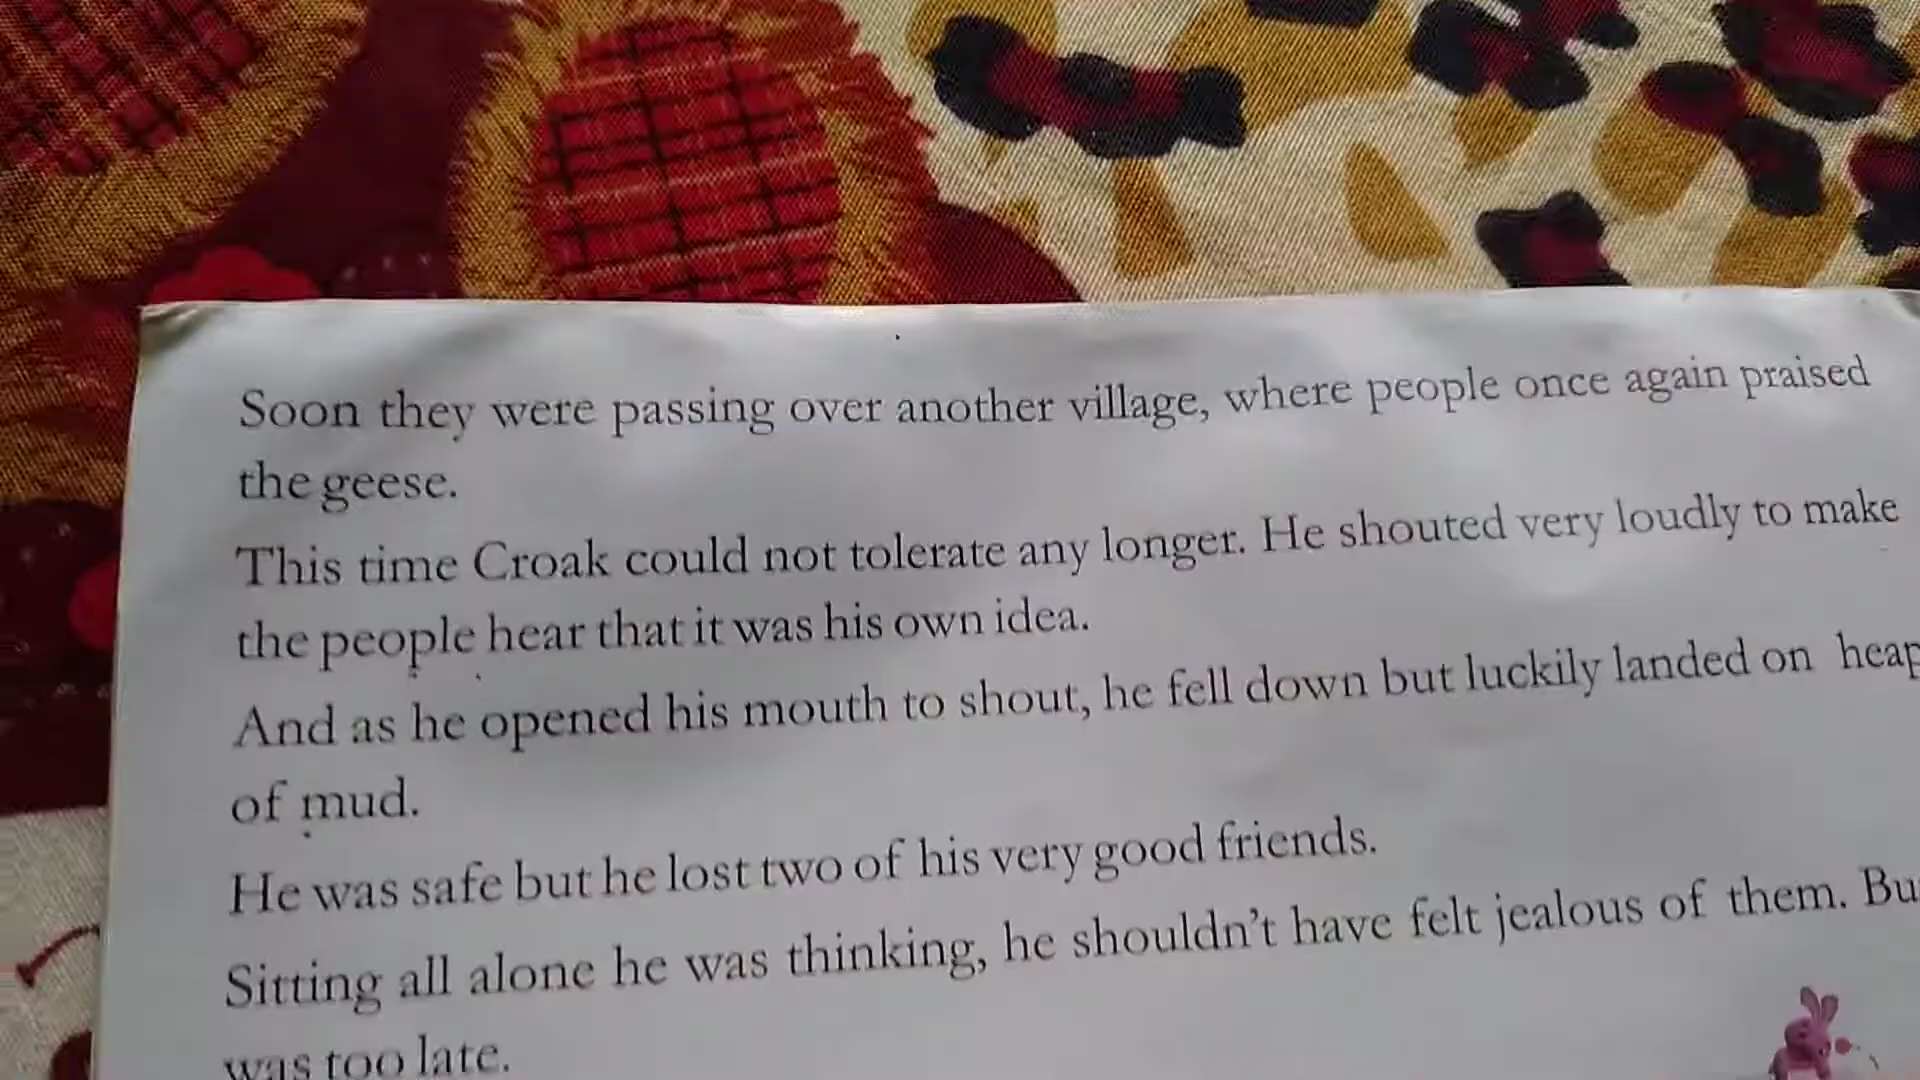 Soon they were passing over another village, where people once again praised
the geese.
This time Croak could not tolerate any longer. He shouted very loudly to make
the people hear that it was his own idea.
And as he opened his mouth to shout, he fell down but luckily landed on heap
of mud.
He was safe but he lost two of his very good friends.
Sitting all alone he was thinking, he shouldn't have felt jealous of them.
was too late.